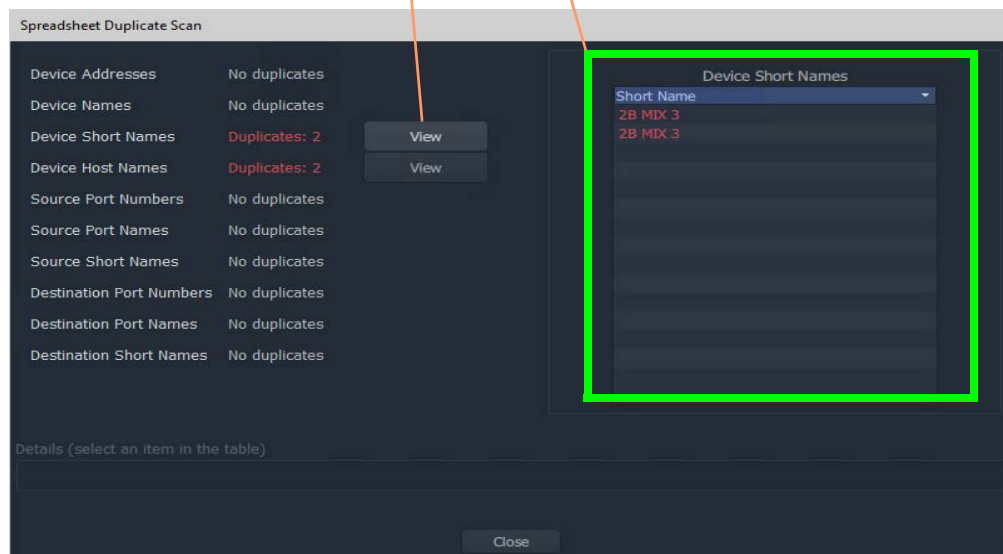 Spreadsheet Duplicate Scan
Device Addresses No duplicates
Device Names No duplicates
Device Short Names Duplicates: 2 View
Device Host Names Duplicates: 2 View
Source Port Numbers No duplicates
Source Port Names No duplicates
Source Short Names No duplicates
Destination Port Numbers No duplicates
Destination Port Names No duplicates
Destination Short Names No duplicates
Device Short Names
Short Name
2B MIX 3
2B MIX 3
Details (select an item in the table)
Close